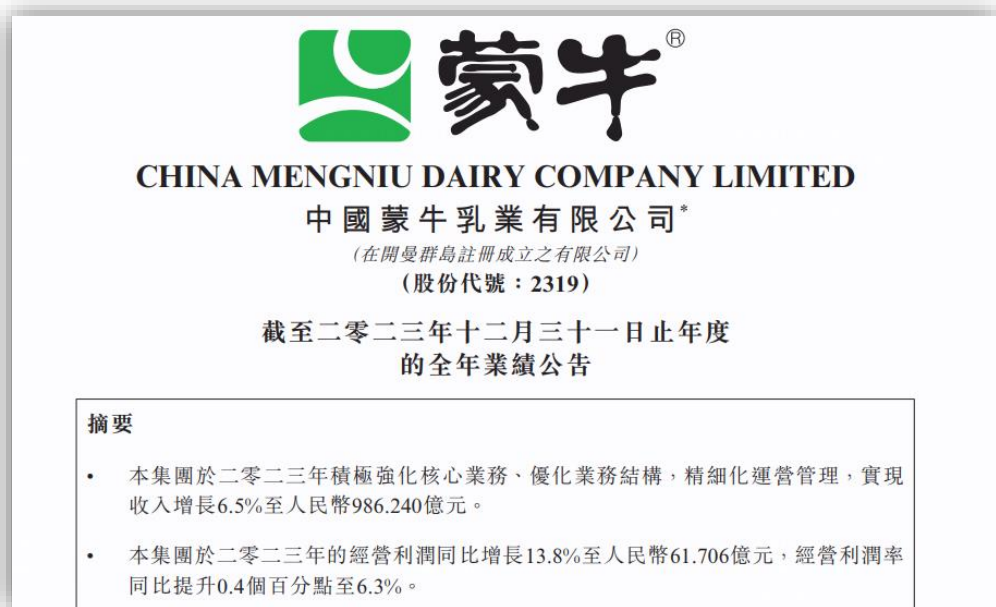 蒙牛®
CHINA MENGNIU DAIRY COMPANY LIMITED
中國蒙牛乳業有限公司*
(在開曼群島註冊成立之有限公司)
(股份代號：2319)
截至二零二三年十二月三十一日止年度
的全年業績公告
摘要
• 本集團於二零二三年積極強化核心業務、優化業務結構，精細化運營管理，實現
收入增長6.5%至人民幣986.240億元。
• 本集團於二零二三年的經營利潤同比增長13.8%至人民幣61.706億元，經營利潤率
同比提升0.4個百分點至6.3%。